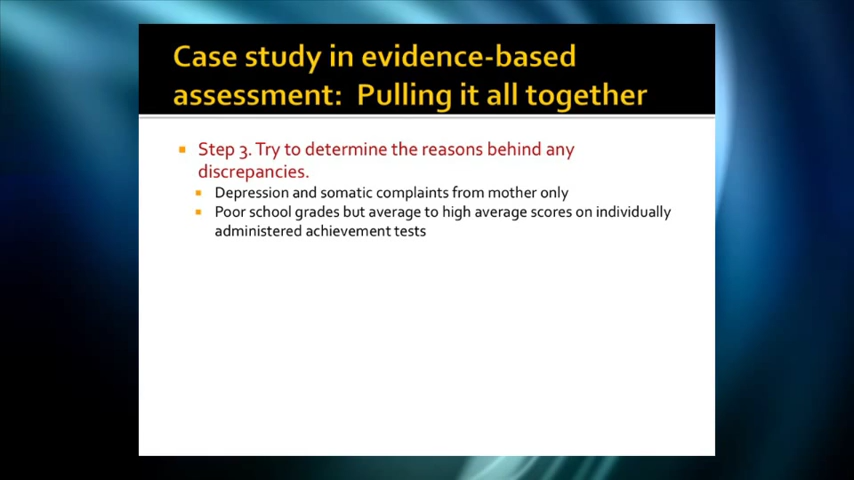 Case study in evidence-based
assessment: Pulling it all together
Step 3. Try to determine the reasons behind any
discrepancies.
Depression and somatic complaints from mother only
Poor school grades but average to high average scores on individually
administered achievement tests